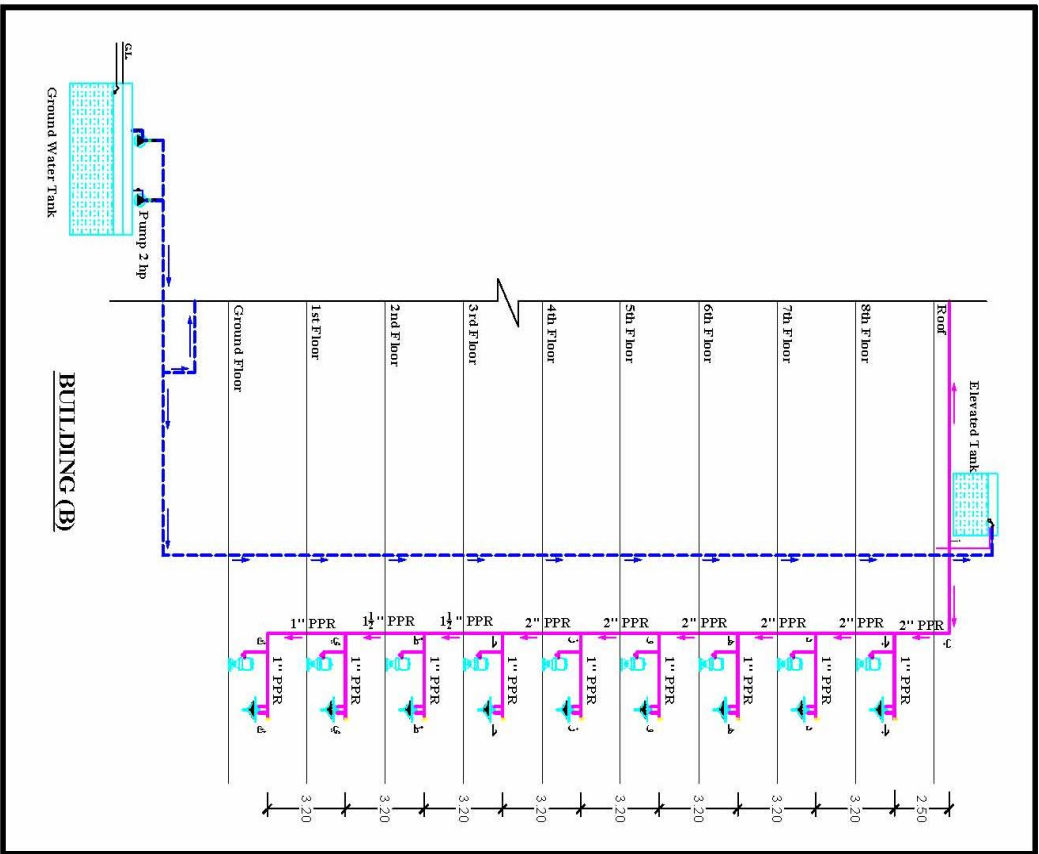 Elevated Tank
Roof
2" PPR
2.50
8th Floor
2" PPR
1" PPR
3.20
7th Floor
2" PPR
1" PPR
3.20
6th Floor
2" PPR
1" PPR
3.20
5th Floor
2" PPR
1" PPR
3.20
4th Floor
2" PPR
1" PPR
3.20
3rd Floor
1½" PPR
1" PPR
3.20
2nd Floor
1½" PPR
1" PPR
3.20
1st Floor
1" PPR
1" PPR
3.20
Ground Floor
1" PPR
GL
Pump 2 hp
Ground Water Tank
BUILDING (B)